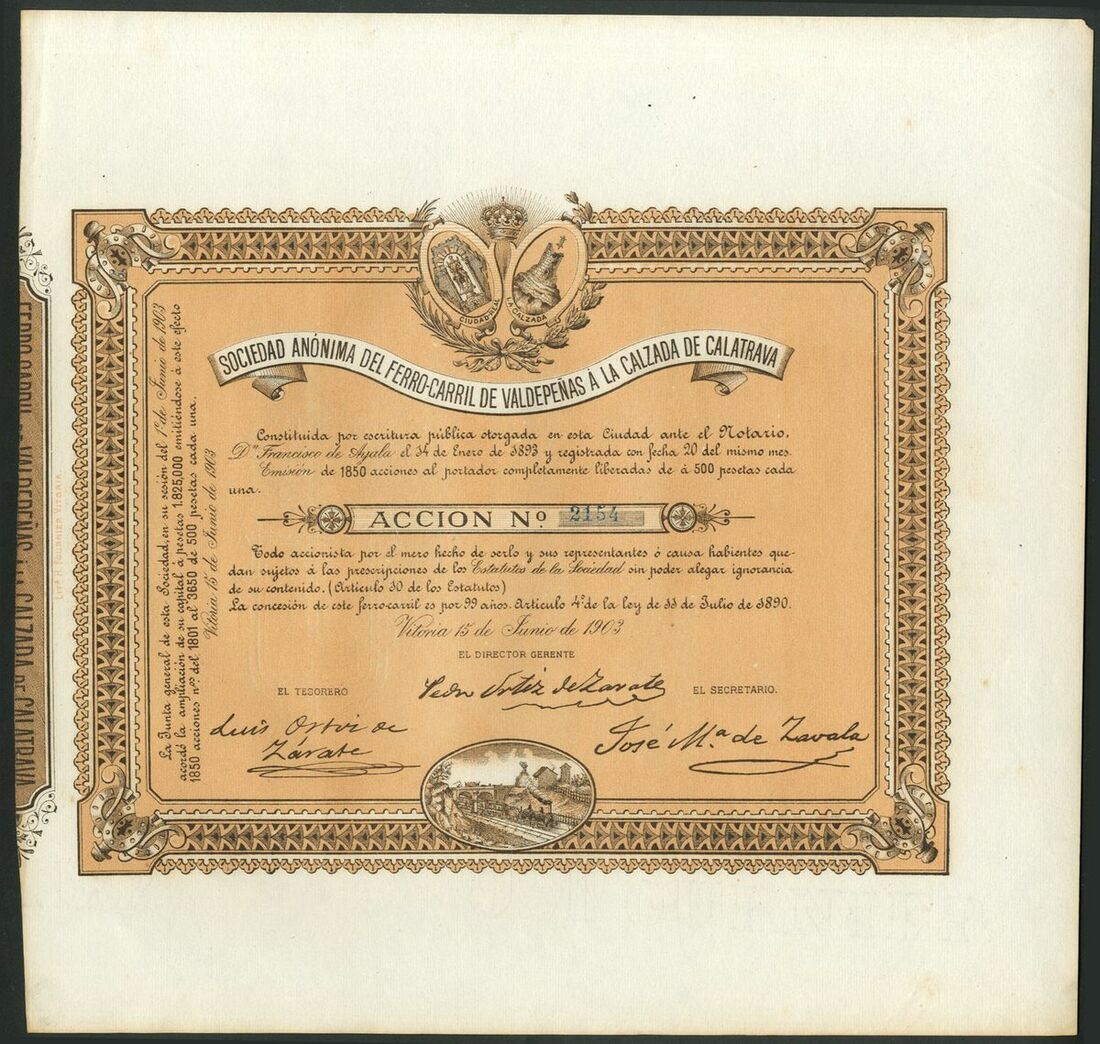 CIUDAD REAL
LA CALZADA
SOCIEDAD ANÓNIMA DEL FERRO-CARRIL DE VALDEPEÑAS Á LA CALZADA DE CALATRAVA
Constituida por escritura pública otorgada en esta Ciudad ante el Notario,
Dn Francisco de Ayala el 14 de Enero de 1893 y registrada con fecha 20 del mismo mes.
Emisión de 1850 acciones al portador completamente liberadas de á 500 pesetas cada
una.
ACCION No 2154
Todo accionista por el mero hecho de serlo y sus representantes ó causa habientes que-
dan sujetos á las prescripciones de los Estatutos de la Sociedad sin poder alegar ignorancia
de su contenido. (Artículo 30 de los Estatutos)
La concesión de este ferro-carril es por 99 años. Artículo 4º de la ley de 11 de Julio de 1890.
Vitoria 15 de Junio de 1903
EL DIRECTOR GERENTE
Pedro Ortiz de Zarate
EL TESORERO
EL SECRETARIO.
Luis Ortiz de
Zárate
José Mª de Zavala
La Junta general de esta Sociedad, en su sesión del 1º de Junio de 1903
acordó la ampliación de su capital á pesetas 1.825,000 emitiéndose á este efecto
1850 acciones nos del 1801 al 3650 de 500 pesetas cada una.
Vitoria 15 de Junio de 1903
FERRO-CARRIL DE VALDEPEÑAS Á LA CALZADA DE CALATRAVA
Litª H. FOURNIER VITORIA